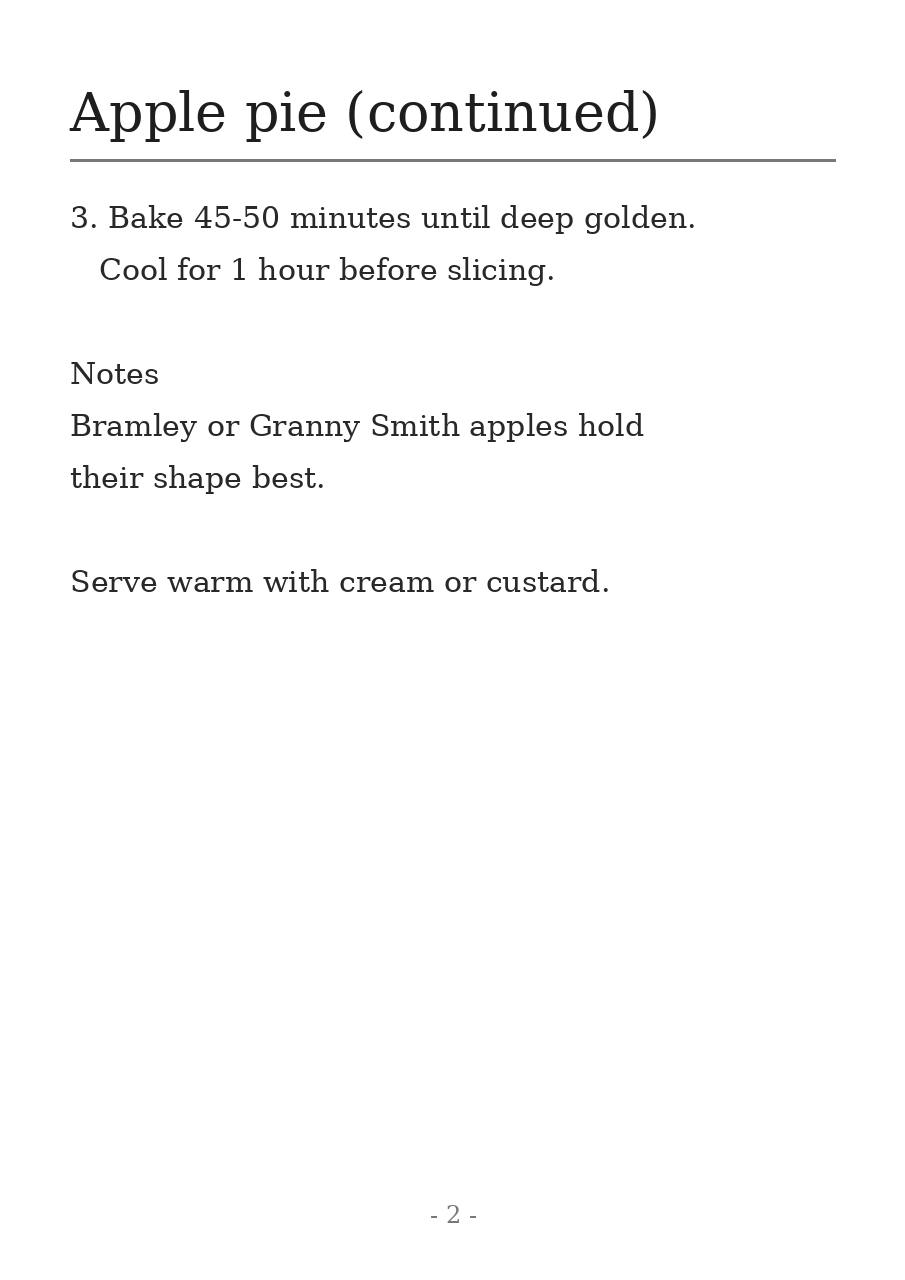 Apple pie (continued)
3. Bake 45-50 minutes until deep golden.
Cool for 1 hour before slicing.
Notes
Bramley or Granny Smith apples hold
their shape best.
Serve warm with cream or custard.
- 2 -